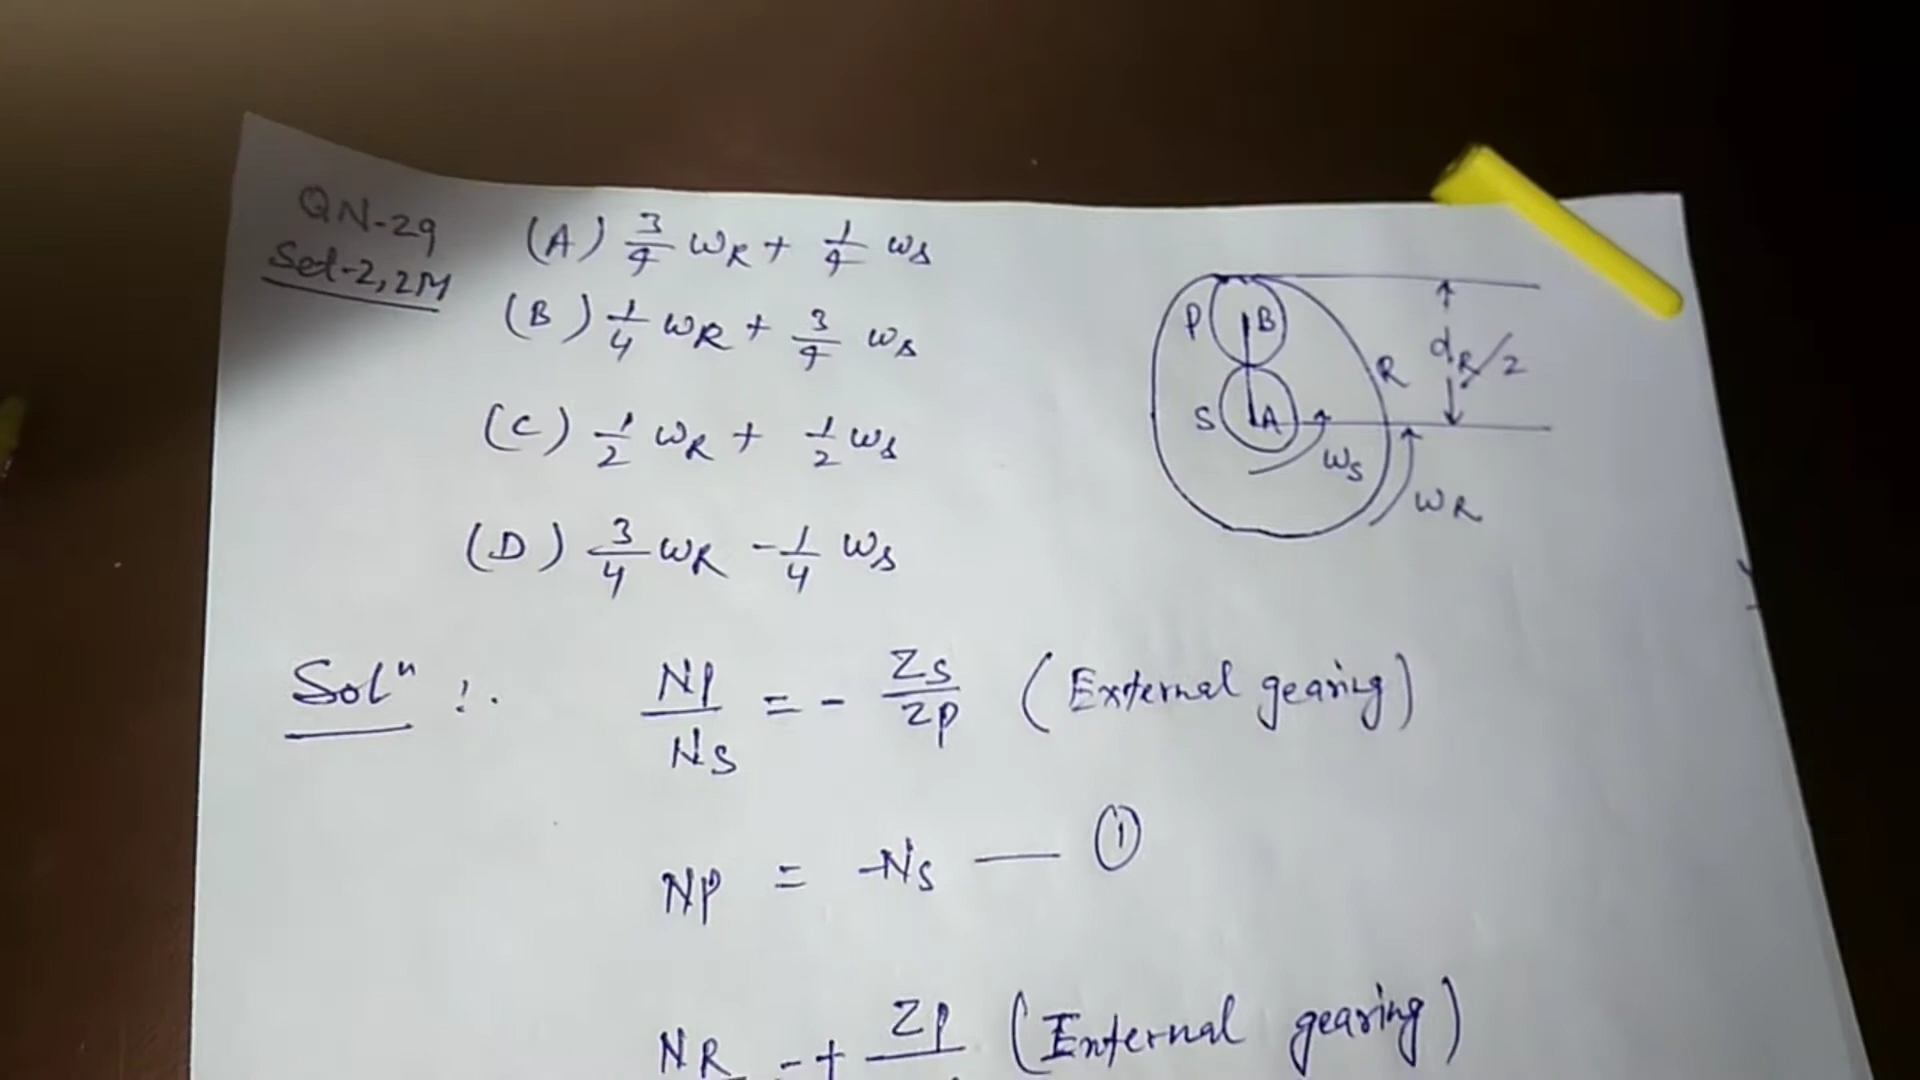 QN-29
Set-2, 2M
(A) 3/4 ωR + 1/4 ωs
(B) 1/4 ωR + 3/4 ωs
(C) 1/2 ωR + 1/2 ωs
(D) 3/4 ωR - 1/4 ωs
P B
S A
R
dR/2
ωS
ωR
Solⁿ :.
NP/NS = - ZS/ZP (External gearing)
NP = -NS — ①
NR = + ZP (External gearing)